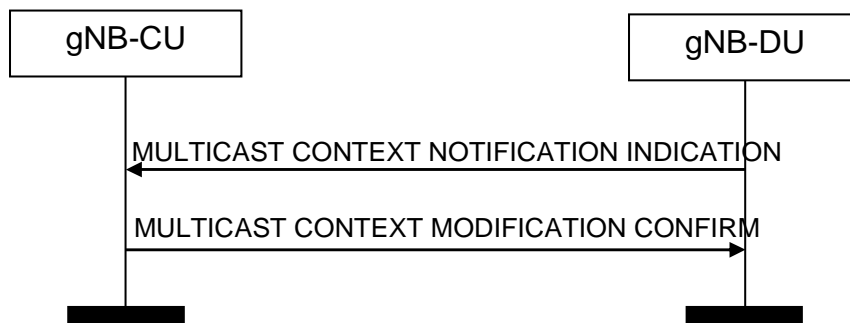 gNB-CU
gNB-DU
MULTICAST CONTEXT NOTIFICATION INDICATION
MULTICAST CONTEXT MODIFICATION CONFIRM